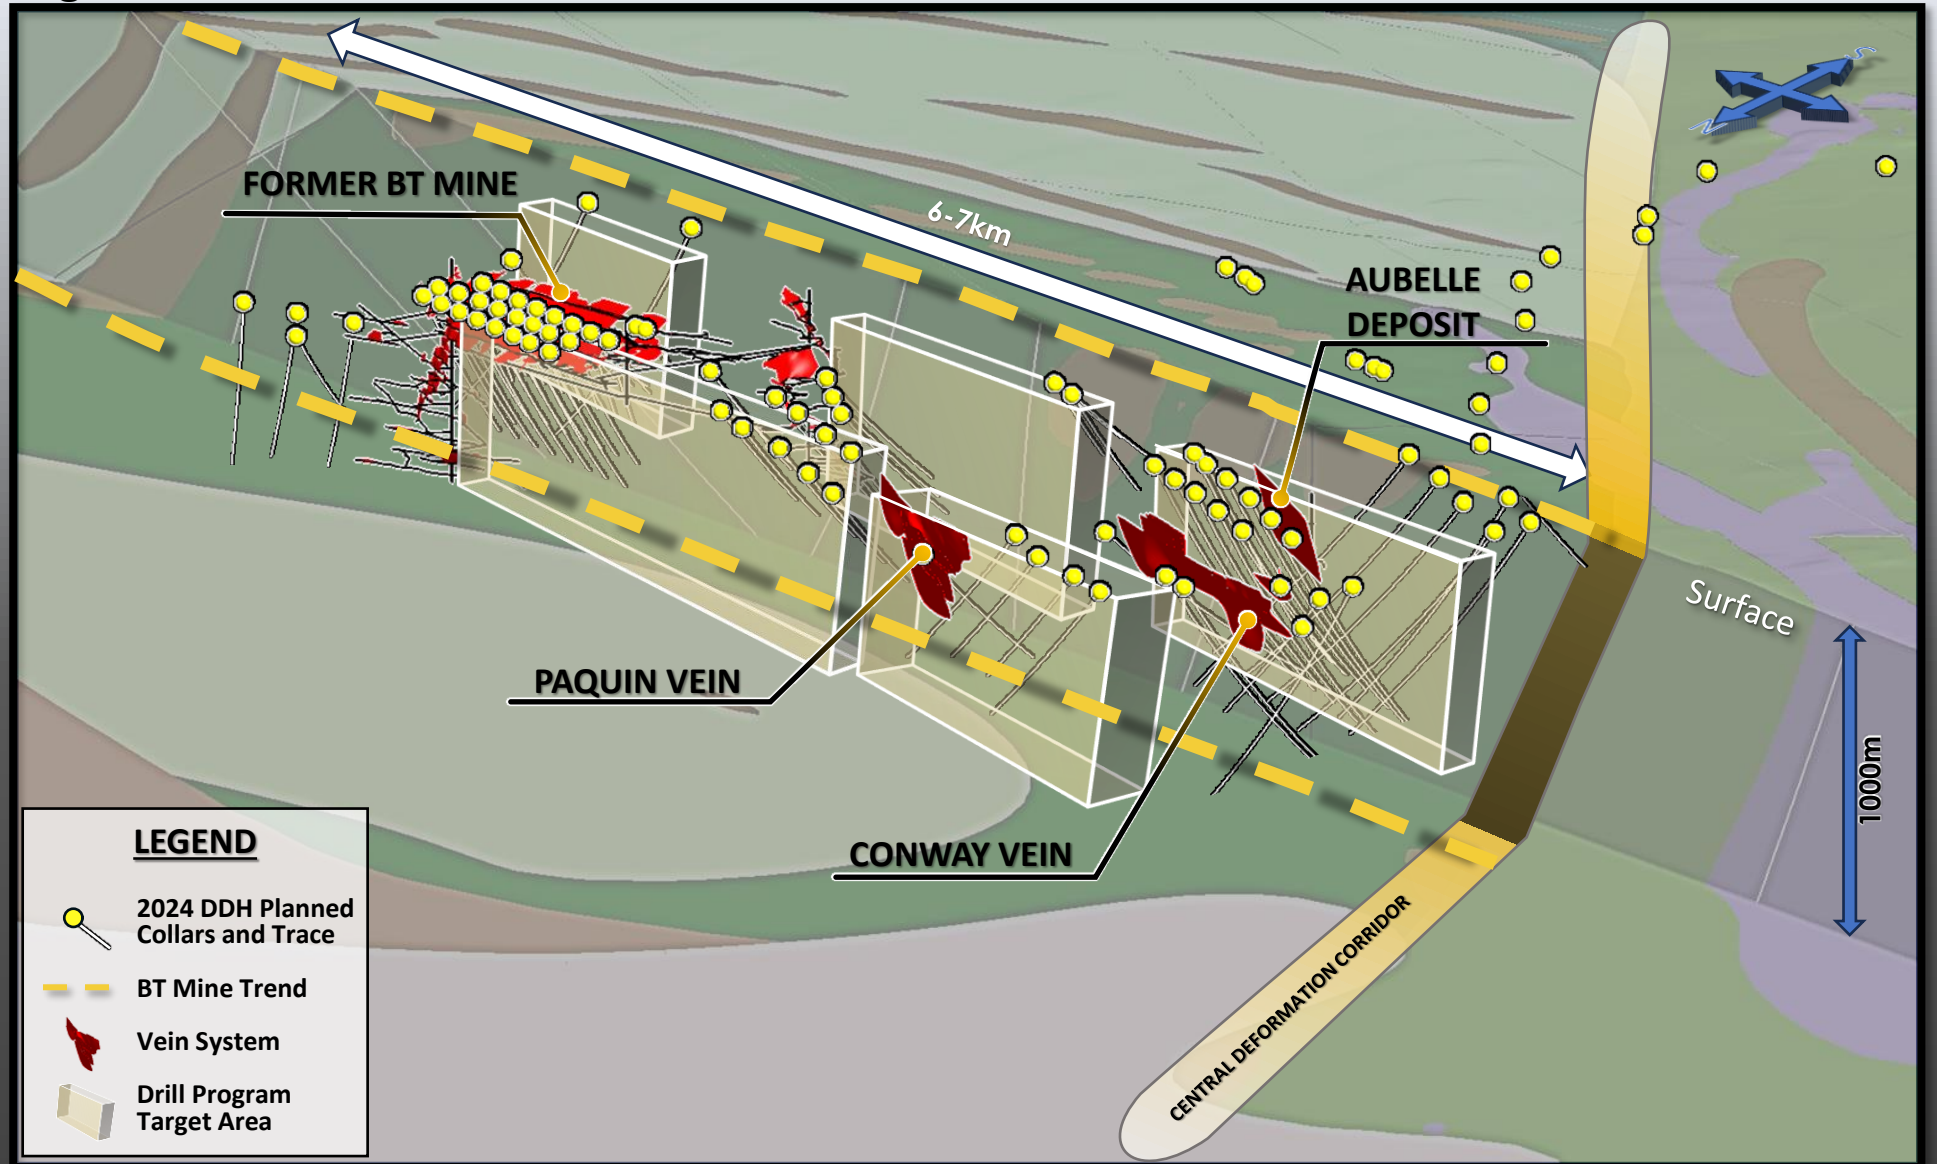 S
N
FORMER BT MINE
6-7km
AUBELLE
DEPOSIT
Surface
1000m
PAQUIN VEIN
CONWAY VEIN
CENTRAL DEFORMATION CORRIDOR
LEGEND
2024 DDH Planned
Collars and Trace
BT Mine Trend
Vein System
Drill Program
Target Area